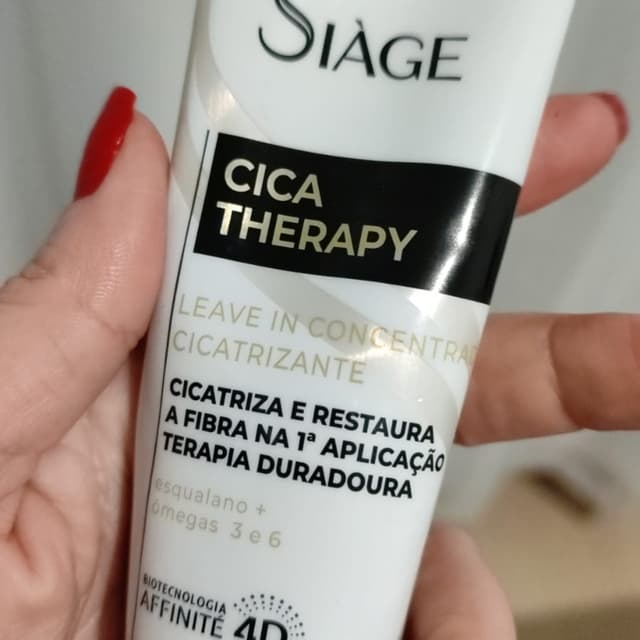 SIÀGE
CICA
THERAPY
LEAVE IN CONCENTRA
CICATRIZANTE
CICATRIZA E RESTAURA
A FIBRA NA 1ª APLICAÇÃO
TERAPIA DURADOURA
esqualano +
ômegas 3 e 6
BIOTECNOLOGIA
AFFINITÉ 4D